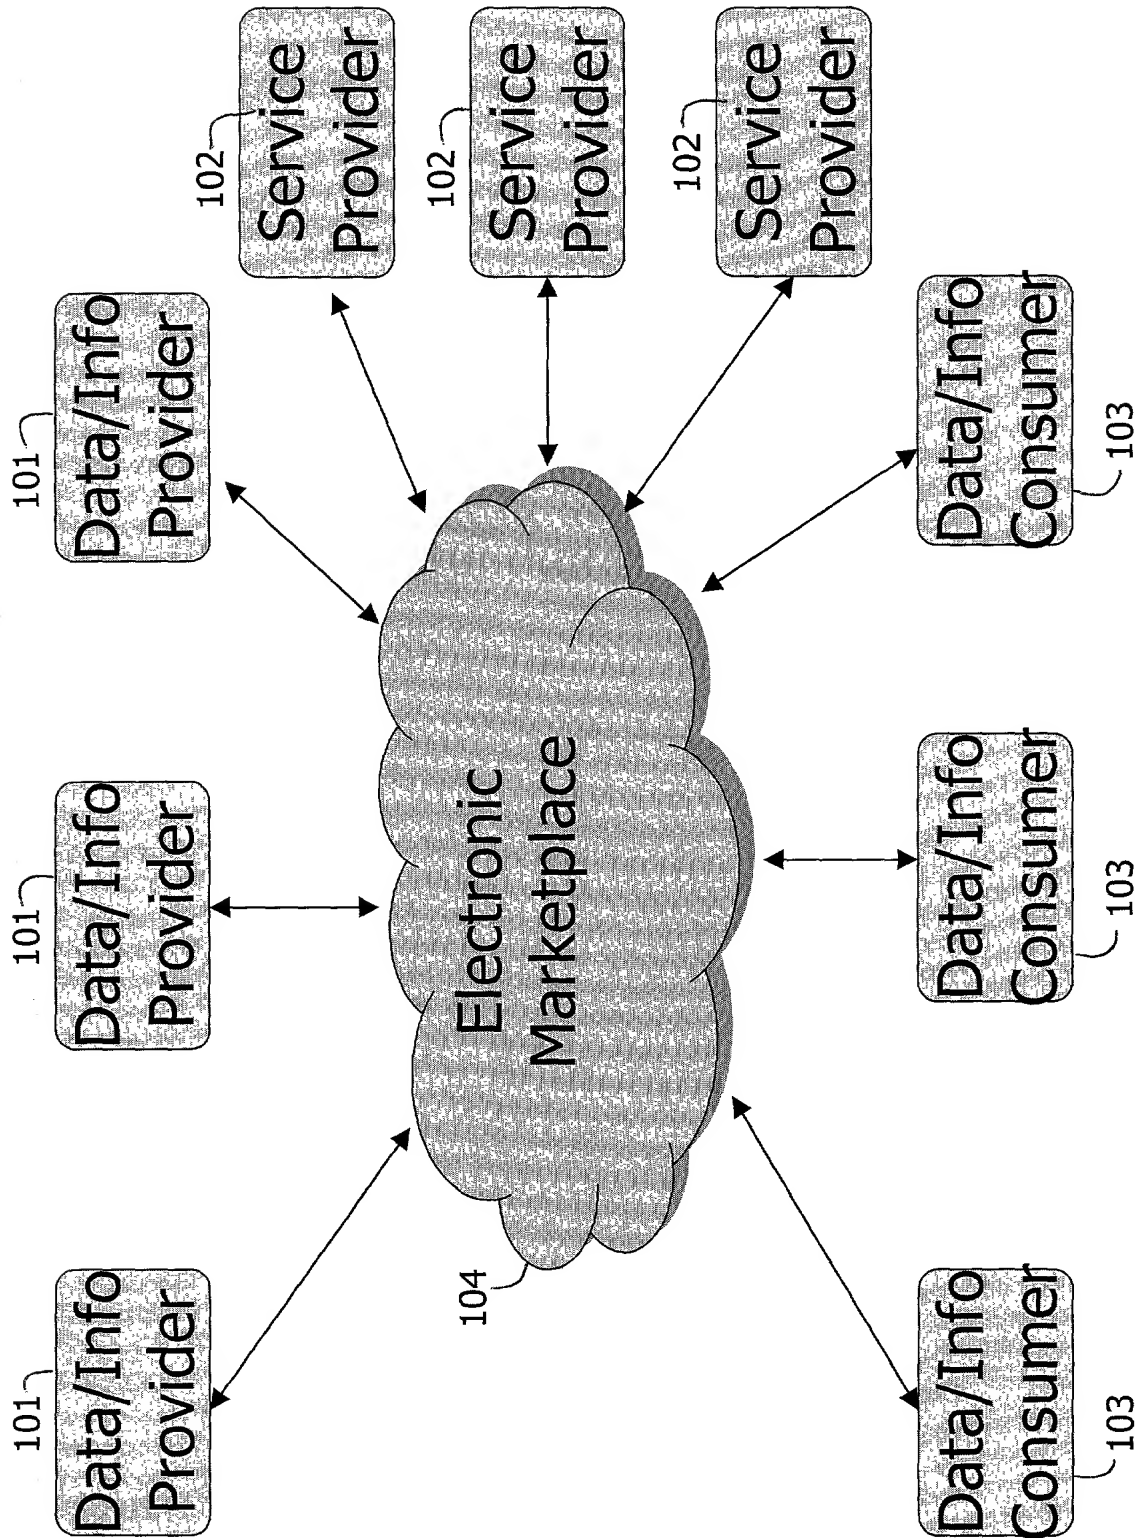 101
Data/Info
Provider
101
Data/Info
Provider
101
Data/Info
Provider
102
Service
Provider
102
Service
Provider
102
Service
Provider
104
Electronic
Marketplace
Data/Info
Consumer
103
Data/Info
Consumer
103
Data/Info
Consumer
103